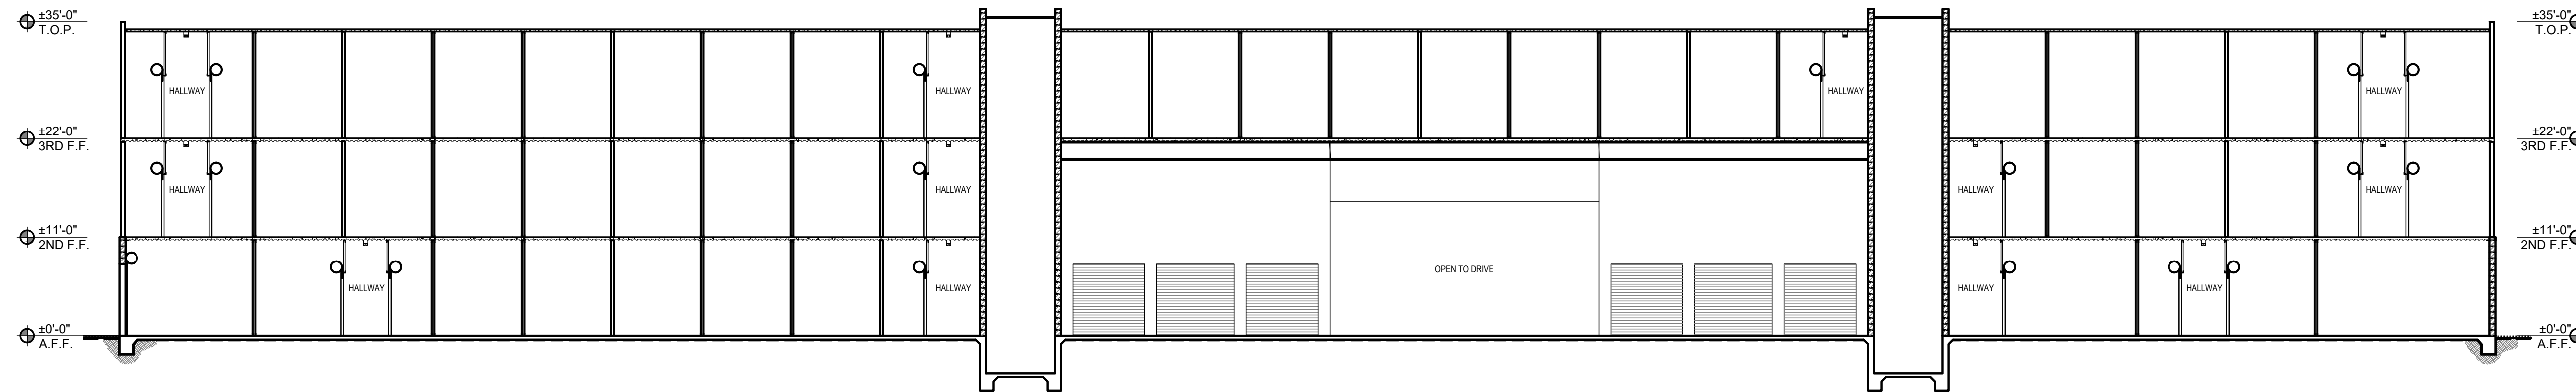 ±35'-0"
T.O.P.
±35'-0"
T.O.P.
HALLWAY
HALLWAY
HALLWAY
HALLWAY
±22'-0"
3RD F.F.
±22'-0"
3RD F.F.
HALLWAY
HALLWAY
HALLWAY
HALLWAY
±11'-0"
2ND F.F.
±11'-0"
2ND F.F.
OPEN TO DRIVE
HALLWAY
HALLWAY
HALLWAY
HALLWAY
±0'-0"
A.F.F.
±0'-0"
A.F.F.